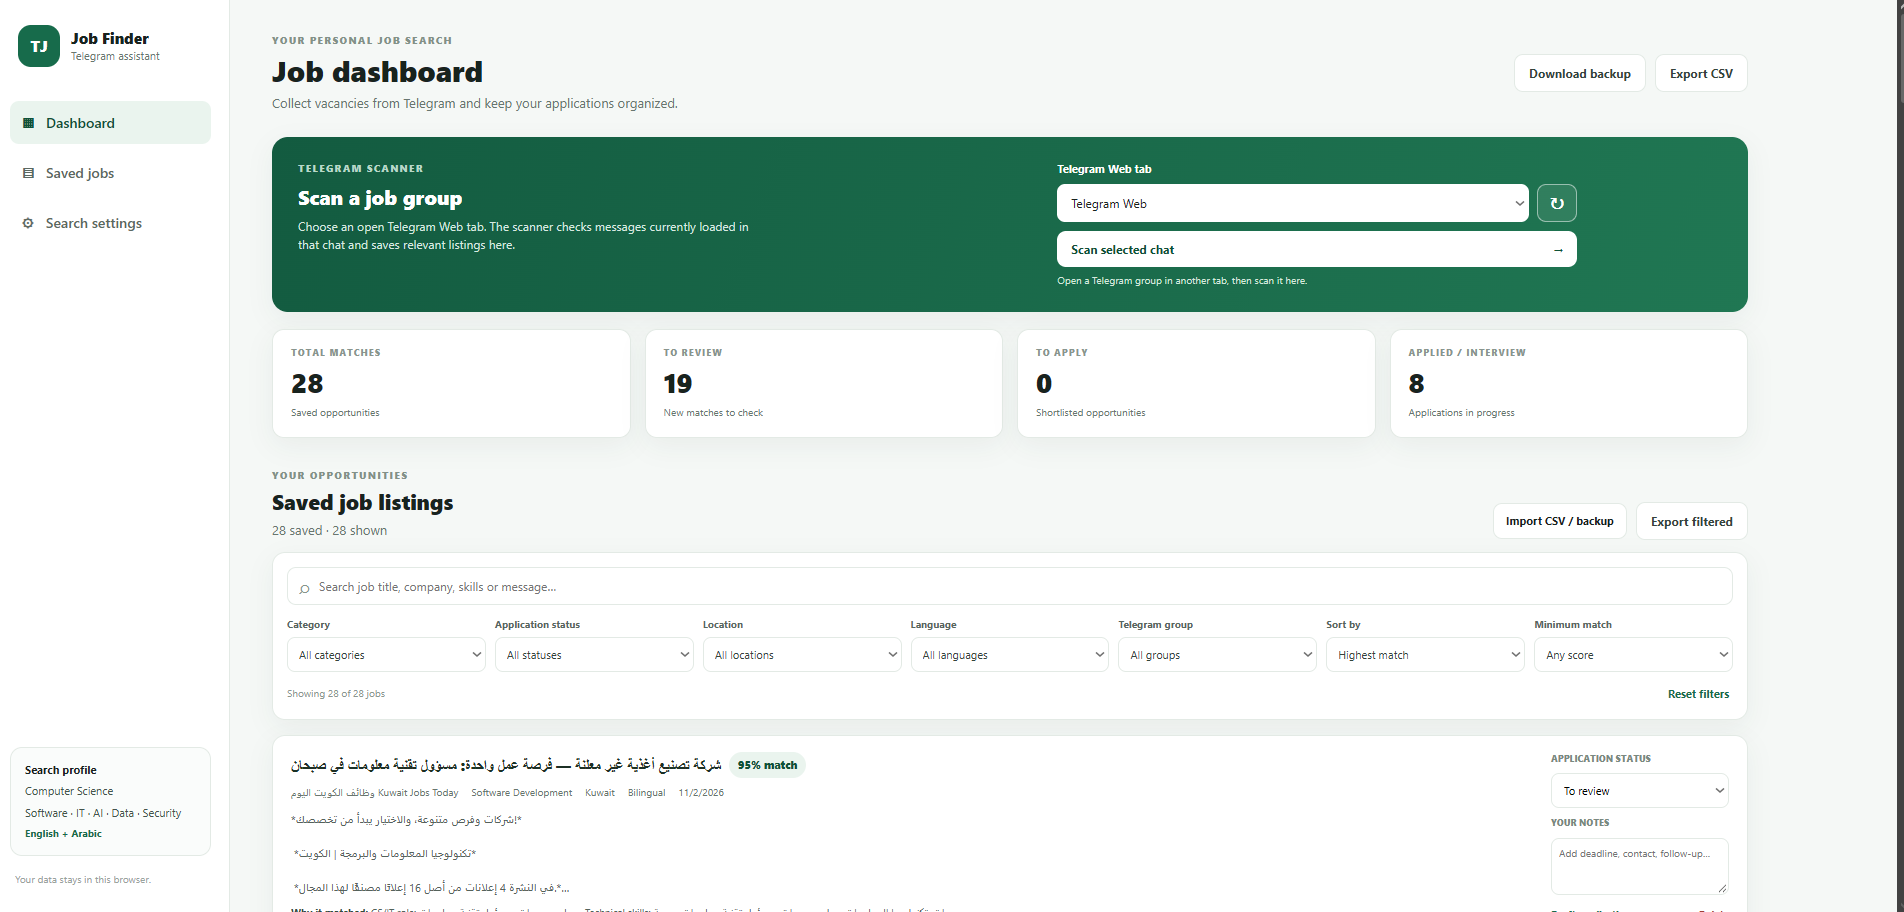 TJ
Job Finder
Telegram assistant
Dashboard
Saved jobs
Search settings
Search profile
Computer Science
Software · IT · AI · Data · Security
English + Arabic
Your data stays in this browser.
YOUR PERSONAL JOB SEARCH
Job dashboard
Collect vacancies from Telegram and keep your applications organized.
Download backup
Export CSV
TELEGRAM SCANNER
Scan a job group
Choose an open Telegram Web tab. The scanner checks messages currently loaded in
that chat and saves relevant listings here.
Telegram Web tab
Telegram Web
Scan selected chat →
Open a Telegram group in another tab, then scan it here.
TOTAL MATCHES
28
Saved opportunities
TO REVIEW
19
New matches to check
TO APPLY
0
Shortlisted opportunities
APPLIED / INTERVIEW
8
Applications in progress
YOUR OPPORTUNITIES
Saved job listings
28 saved · 28 shown
Import CSV / backup
Export filtered
Search job title, company, skills or message...
Category
All categories
Application status
All statuses
Location
All locations
Language
All languages
Telegram group
All groups
Sort by
Highest match
Minimum match
Any score
Showing 28 of 28 jobs
Reset filters
شركة تصنيع أغذية غير معلنة — فرصة عمل واحدة: مسؤول تقنية معلومات في صبحان
95% match
وظائف الكويت اليوم Kuwait Jobs Today Software Development Kuwait Bilingual 11/2/2026
*إشركات وفرص متنوعة، والاختيار يبدأ من تخصصك*
*تكنولوجيا المعلومات والبرمجة | الكويت*
*في النشرة 4 إعلانات من أصل 16 إعلانًا مصنفًا لهذا المجال.*...
APPLICATION STATUS
To review
YOUR NOTES
Add deadline, contact, follow-up...